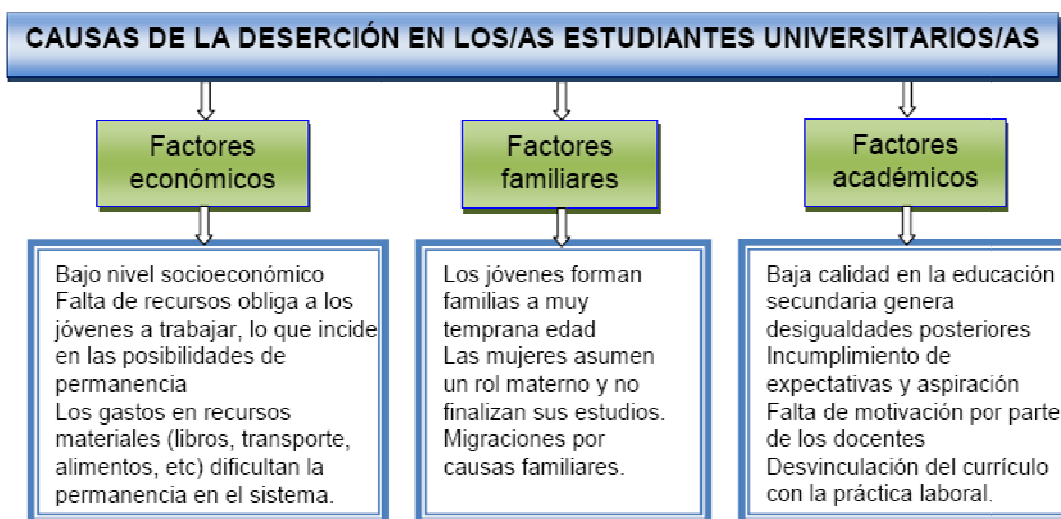 CAUSAS DE LA DESERCIÓN EN LOS/AS ESTUDIANTES UNIVERSITARIOS/AS
Factores
económicos
Factores
familiares
Factores
académicos
Bajo nivel socioeconómico
Falta de recursos obliga a los
jóvenes a trabajar, lo que incide
en las posibilidades de
permanencia
Los gastos en recursos
materiales (libros, transporte,
alimentos, etc) dificultan la
permanencia en el sistema.
Los jóvenes forman
familias a muy
temprana edad
Las mujeres asumen
un rol materno y no
finalizan sus estudios.
Migraciones por
causas familiares.
Baja calidad en la educación
secundaria genera
desigualdades posteriores
Incumplimiento de
expectativas y aspiración
Falta de motivación por parte
de los docentes
Desvinculación del currículo
con la práctica laboral.